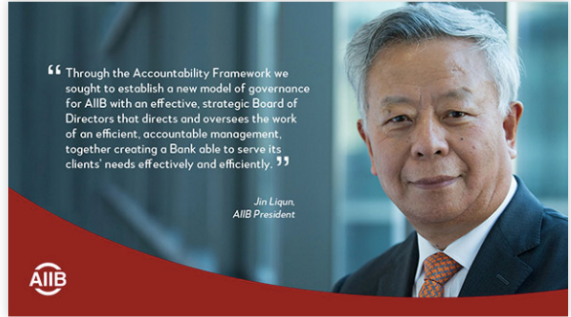 “ Through the Accountability Framework we
sought to establish a new model of governance
for AIIB with an effective, strategic Board of
Directors that directs and oversees the work
of an efficient, accountable management,
together creating a Bank able to serve its
clients' needs effectively and efficiently. ”
Jin Liqun,
AIIB President
AIIB